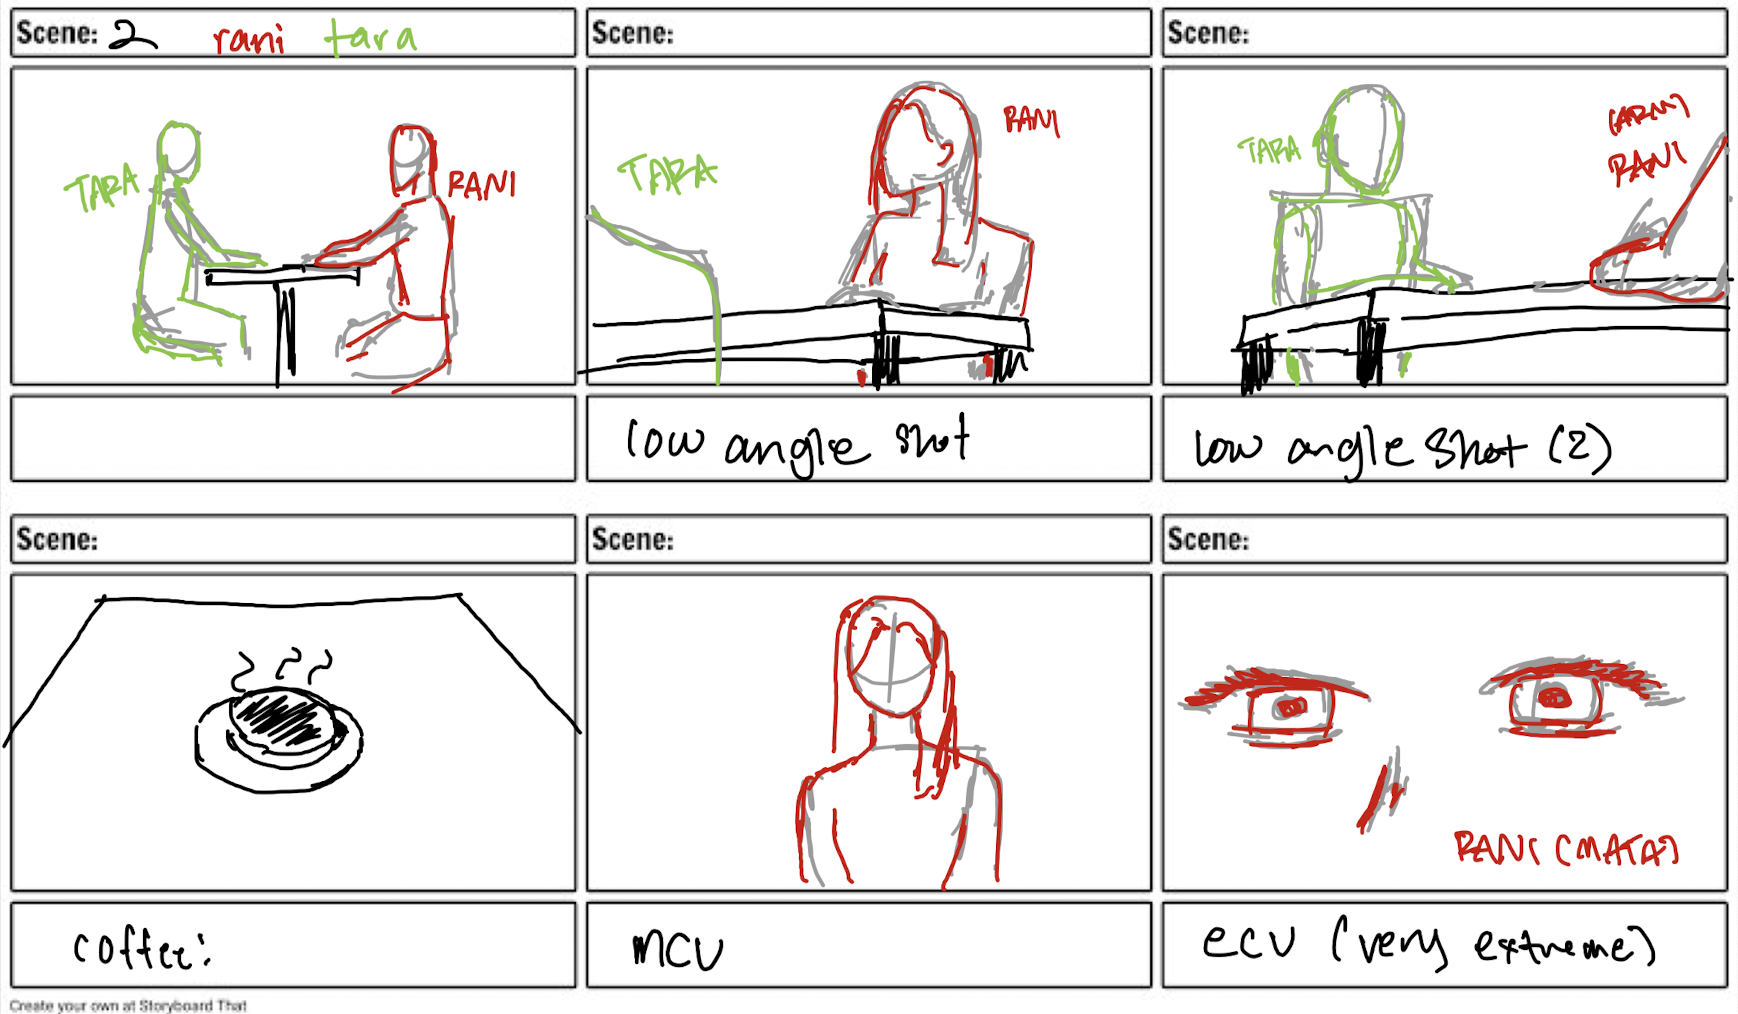 Scene: 2 rani tara
Scene:
Scene:
TARA
RANI
TARA
RANI
TARA
(ARM)
RANI
low angle shot
low angle shot (2)
Scene:
Scene:
Scene:
RANI (MATA)
coffee:
MCU
ECU (very extreme)
Create your own at Storyboard That